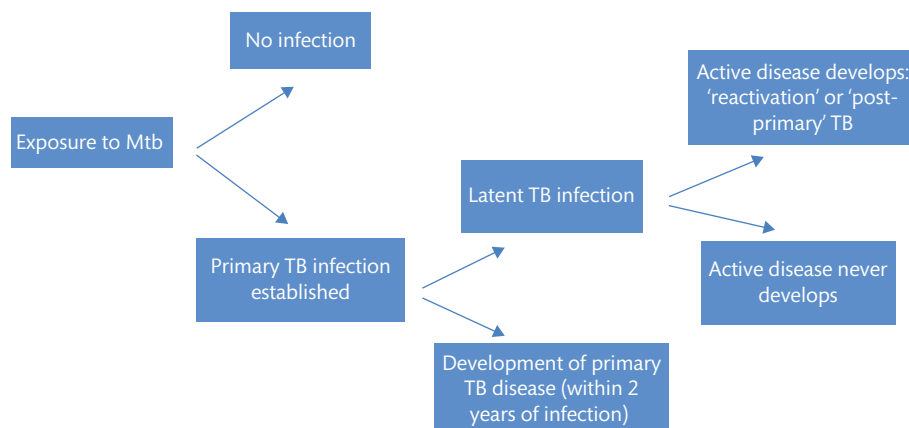 No infection
Exposure to Mtb
Primary TB infection
established
Latent TB infection
Development of primary
TB disease (within 2
years of infection)
Active disease develops:
‘reactivation’ or ‘post-
primary’ TB
Active disease never
develops